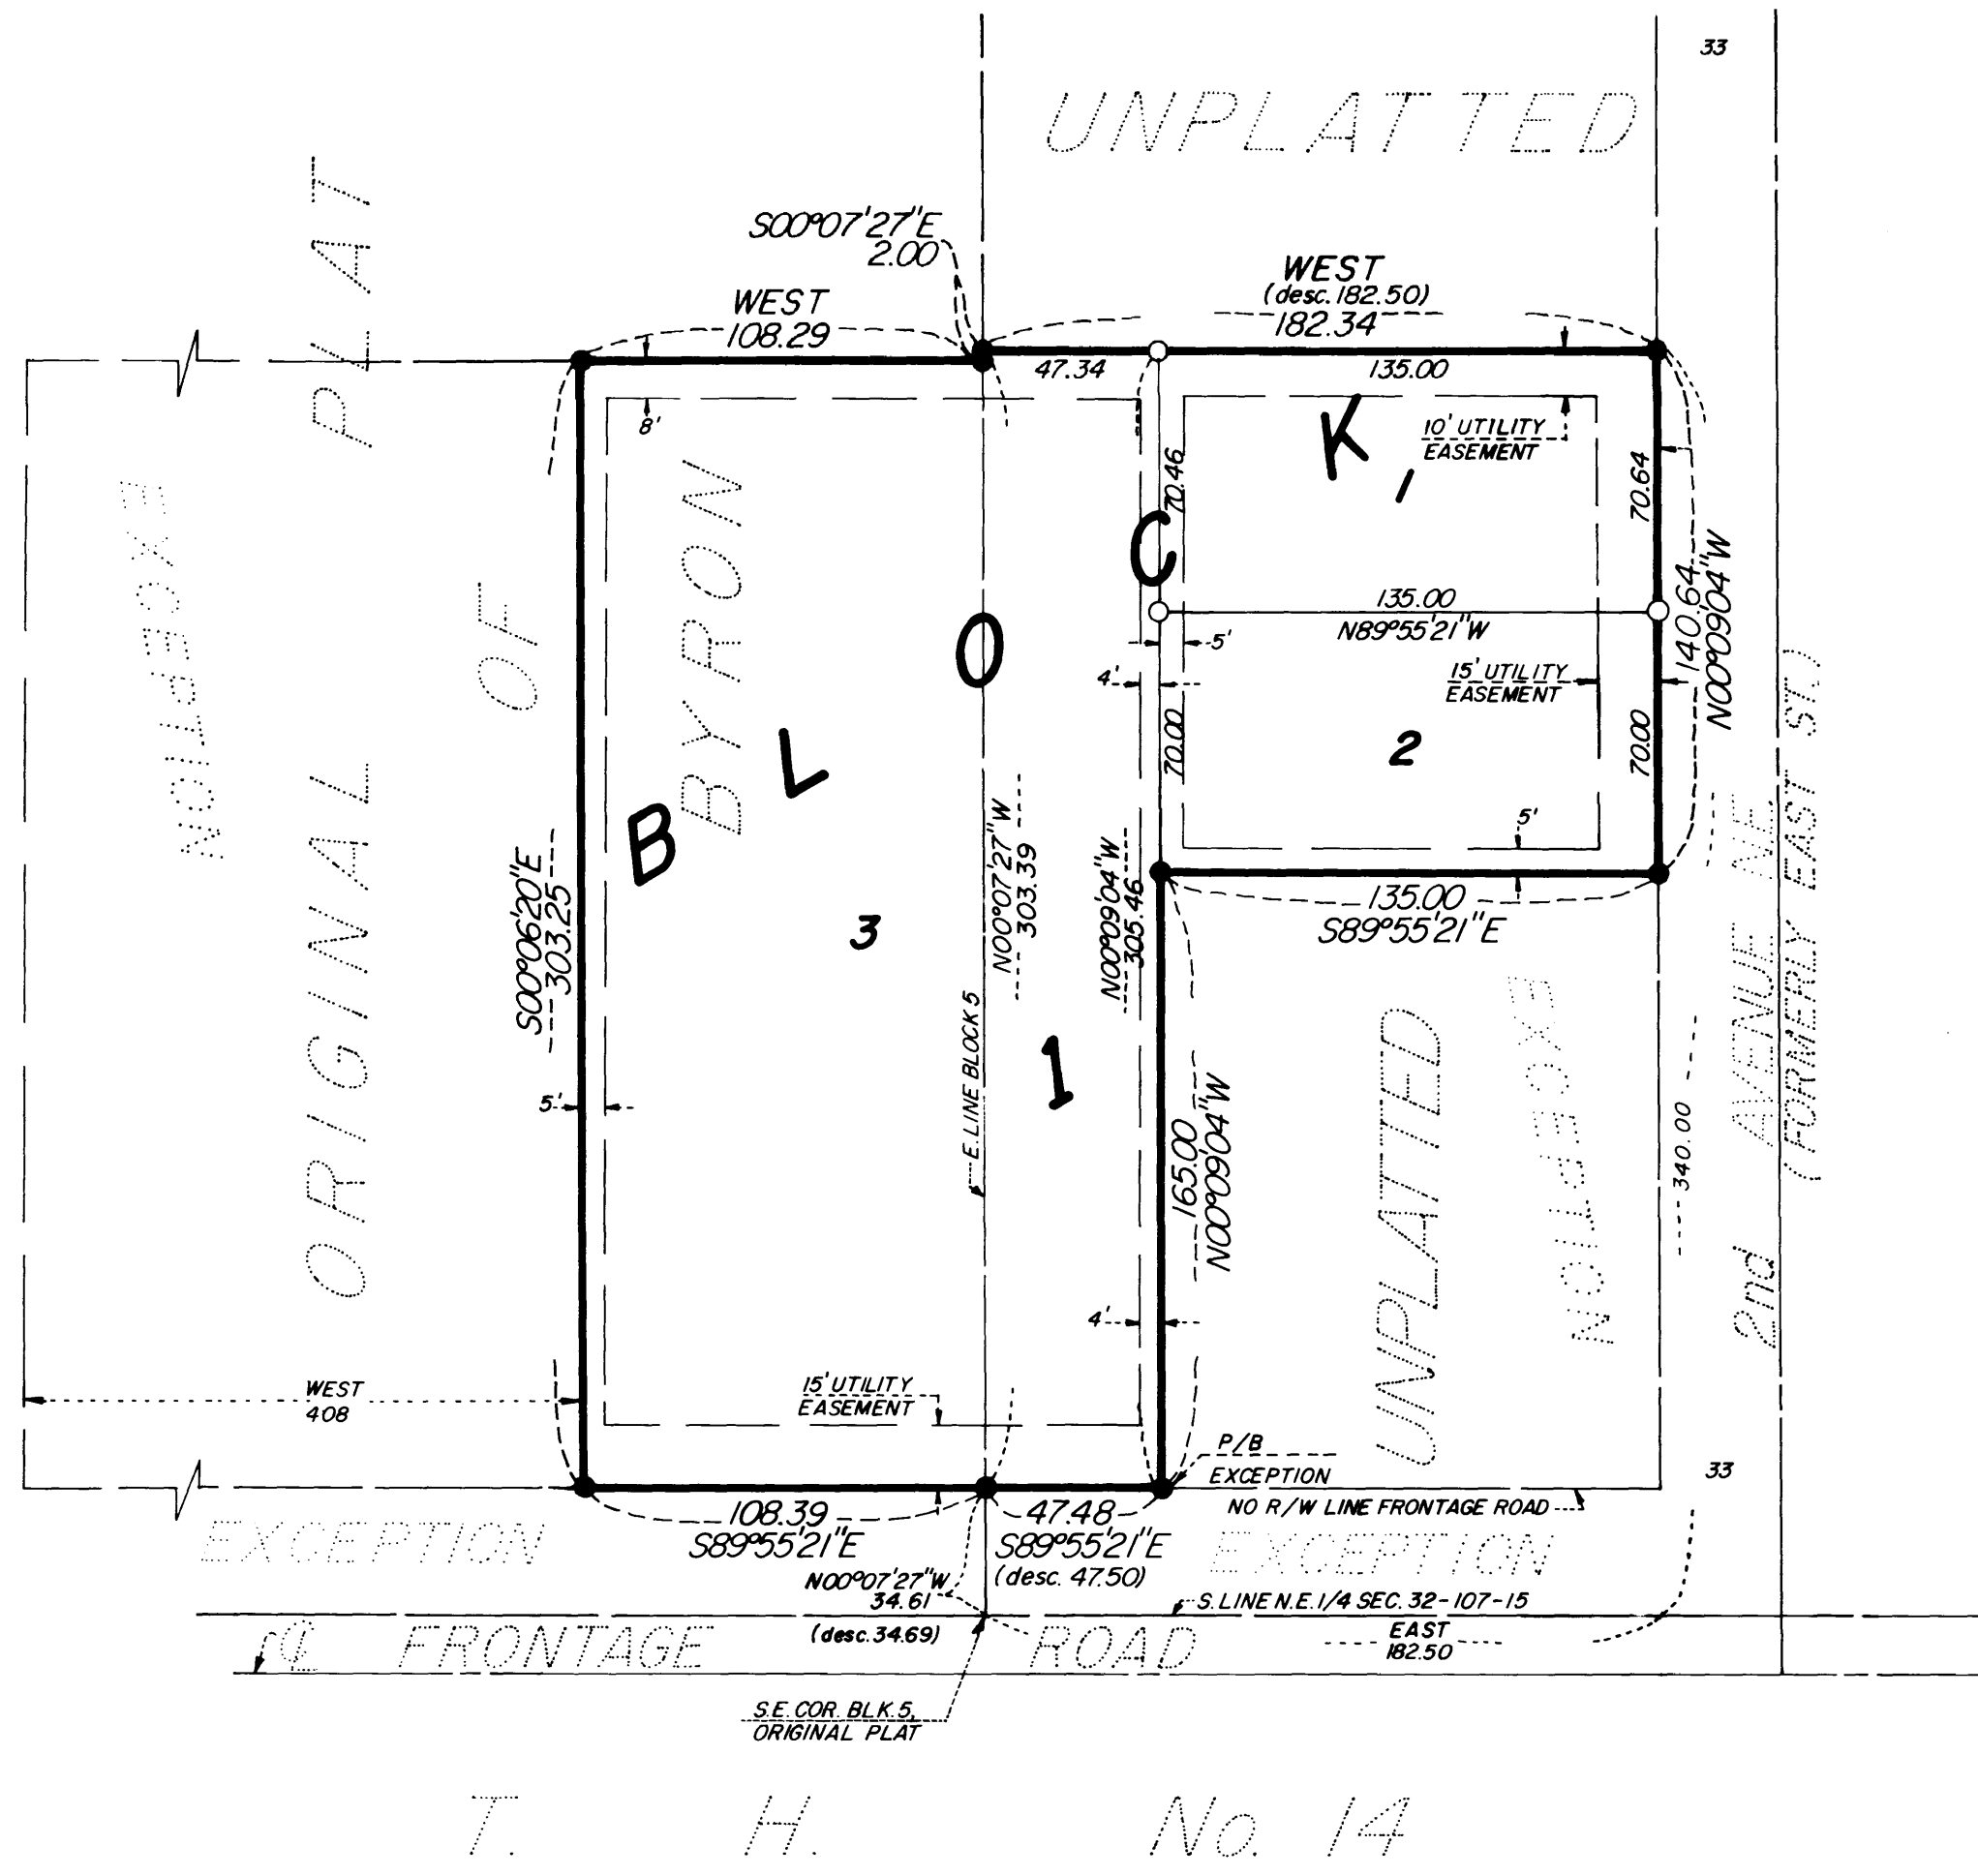 33
UNPLATTED
S00°07'27"E
2.00
WEST
(desc. 182.50)
182.34
WEST
108.29
47.34
135.00
8'
10' UTILITY
EASEMENT
70.46
70.64
BLOCK 1
1
135.00
N89°55'21"W
5'
4'
15' UTILITY
EASEMENT
140.64
N00°09'04"W
70.00
2
70.00
5'
135.00
S89°55'21"E
ORIGINAL PLAT
OF
BYRON
EXCEPTION
S00°06'20"E
303.25
3
N00°07'27"W
303.39
N00°09'04"W
305.46
E. LINE BLOCK 5
5'
165.00
N00°09'04"W
4'
UNPLATTED
EXCEPTION
340.00
2nd AVENUE NE
(FORMERLY EAST ST.)
WEST
408
15' UTILITY
EASEMENT
P/B
EXCEPTION
33
NO R/W LINE FRONTAGE ROAD
108.39
S89°55'21"E
47.48
S89°55'21"E
(desc. 47.50)
EXCEPTION
EXCEPTION
N00°07'27"W
34.61
(desc. 34.69)
S. LINE N.E. 1/4 SEC. 32-107-15
EAST
182.50
℄ FRONTAGE ROAD
S.E. COR. BLK. 5,
ORIGINAL PLAT
T. H. No. 14